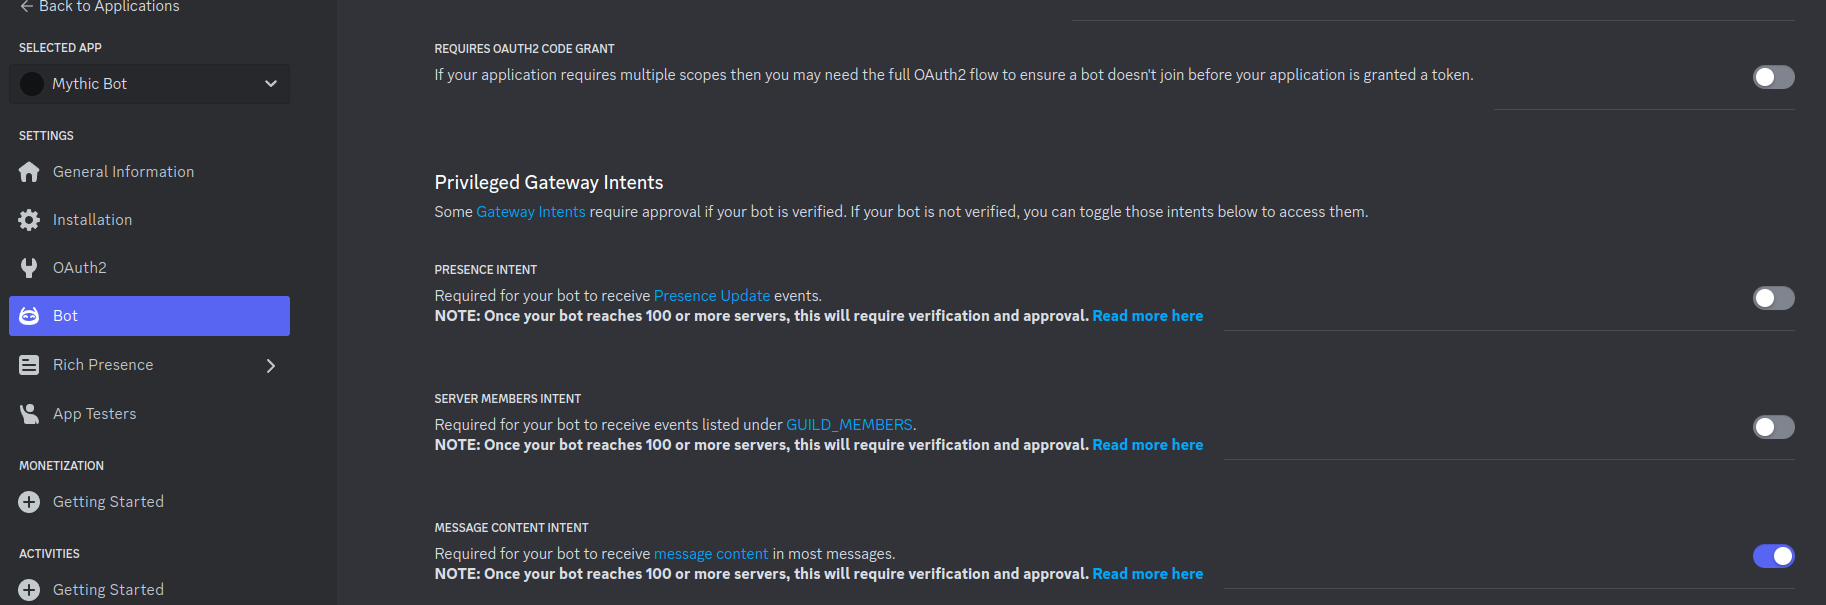 Back to Applications
SELECTED APP
Mythic Bot
SETTINGS
General Information
Installation
OAuth2
Bot
Rich Presence
App Testers
MONETIZATION
Getting Started
ACTIVITIES
Getting Started
REQUIRES OAUTH2 CODE GRANT
If your application requires multiple scopes then you may need the full OAuth2 flow to ensure a bot doesn't join before your application is granted a token.
Privileged Gateway Intents
Some Gateway Intents require approval if your bot is verified. If your bot is not verified, you can toggle those intents below to access them.
PRESENCE INTENT
Required for your bot to receive Presence Update events.
NOTE: Once your bot reaches 100 or more servers, this will require verification and approval. Read more here
SERVER MEMBERS INTENT
Required for your bot to receive events listed under GUILD_MEMBERS.
NOTE: Once your bot reaches 100 or more servers, this will require verification and approval. Read more here
MESSAGE CONTENT INTENT
Required for your bot to receive message content in most messages.
NOTE: Once your bot reaches 100 or more servers, this will require verification and approval. Read more here